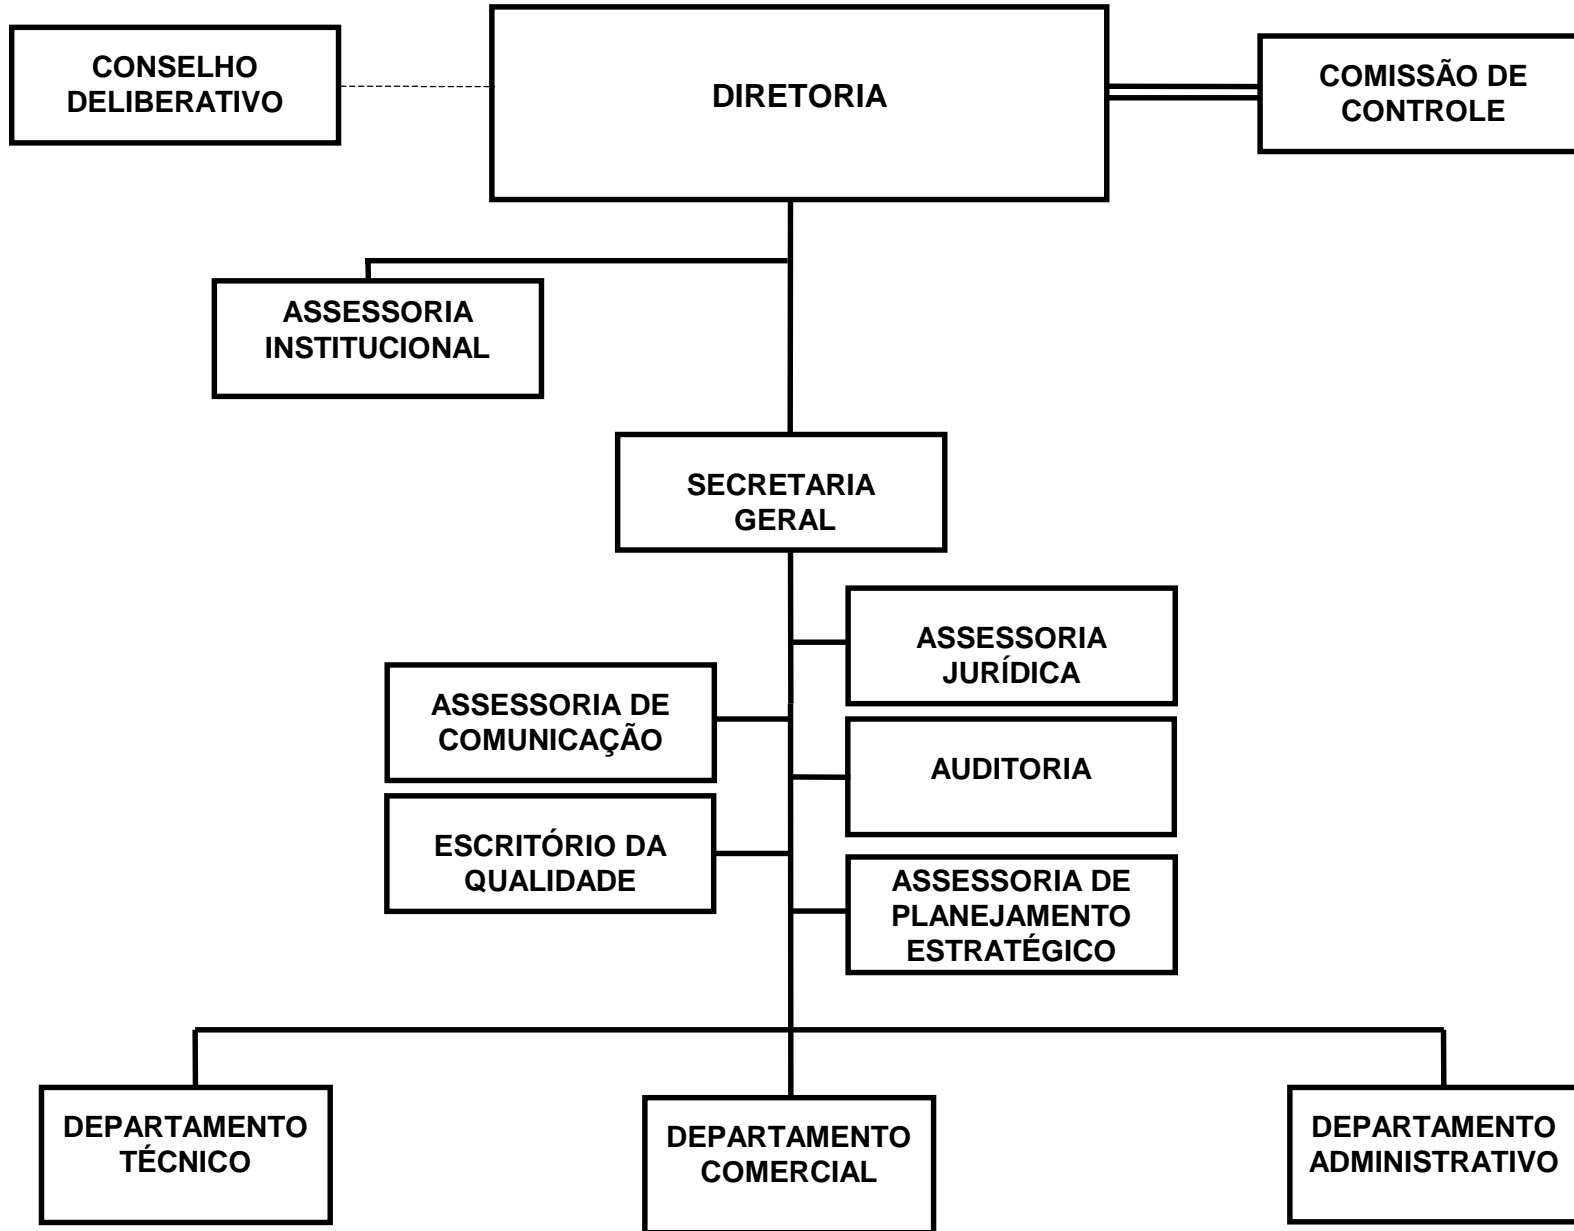 CONSELHO
DELIBERATIVO
DIRETORIA
COMISSÃO DE
CONTROLE
ASSESSORIA
INSTITUCIONAL
SECRETARIA
GERAL
ASSESSORIA
JURÍDICA
ASSESSORIA DE
COMUNICAÇÃO
AUDITORIA
ESCRITÓRIO DA
QUALIDADE
ASSESSORIA DE
PLANEJAMENTO
ESTRATÉGICO
DEPARTAMENTO
TÉCNICO
DEPARTAMENTO
COMERCIAL
DEPARTAMENTO
ADMINISTRATIVO